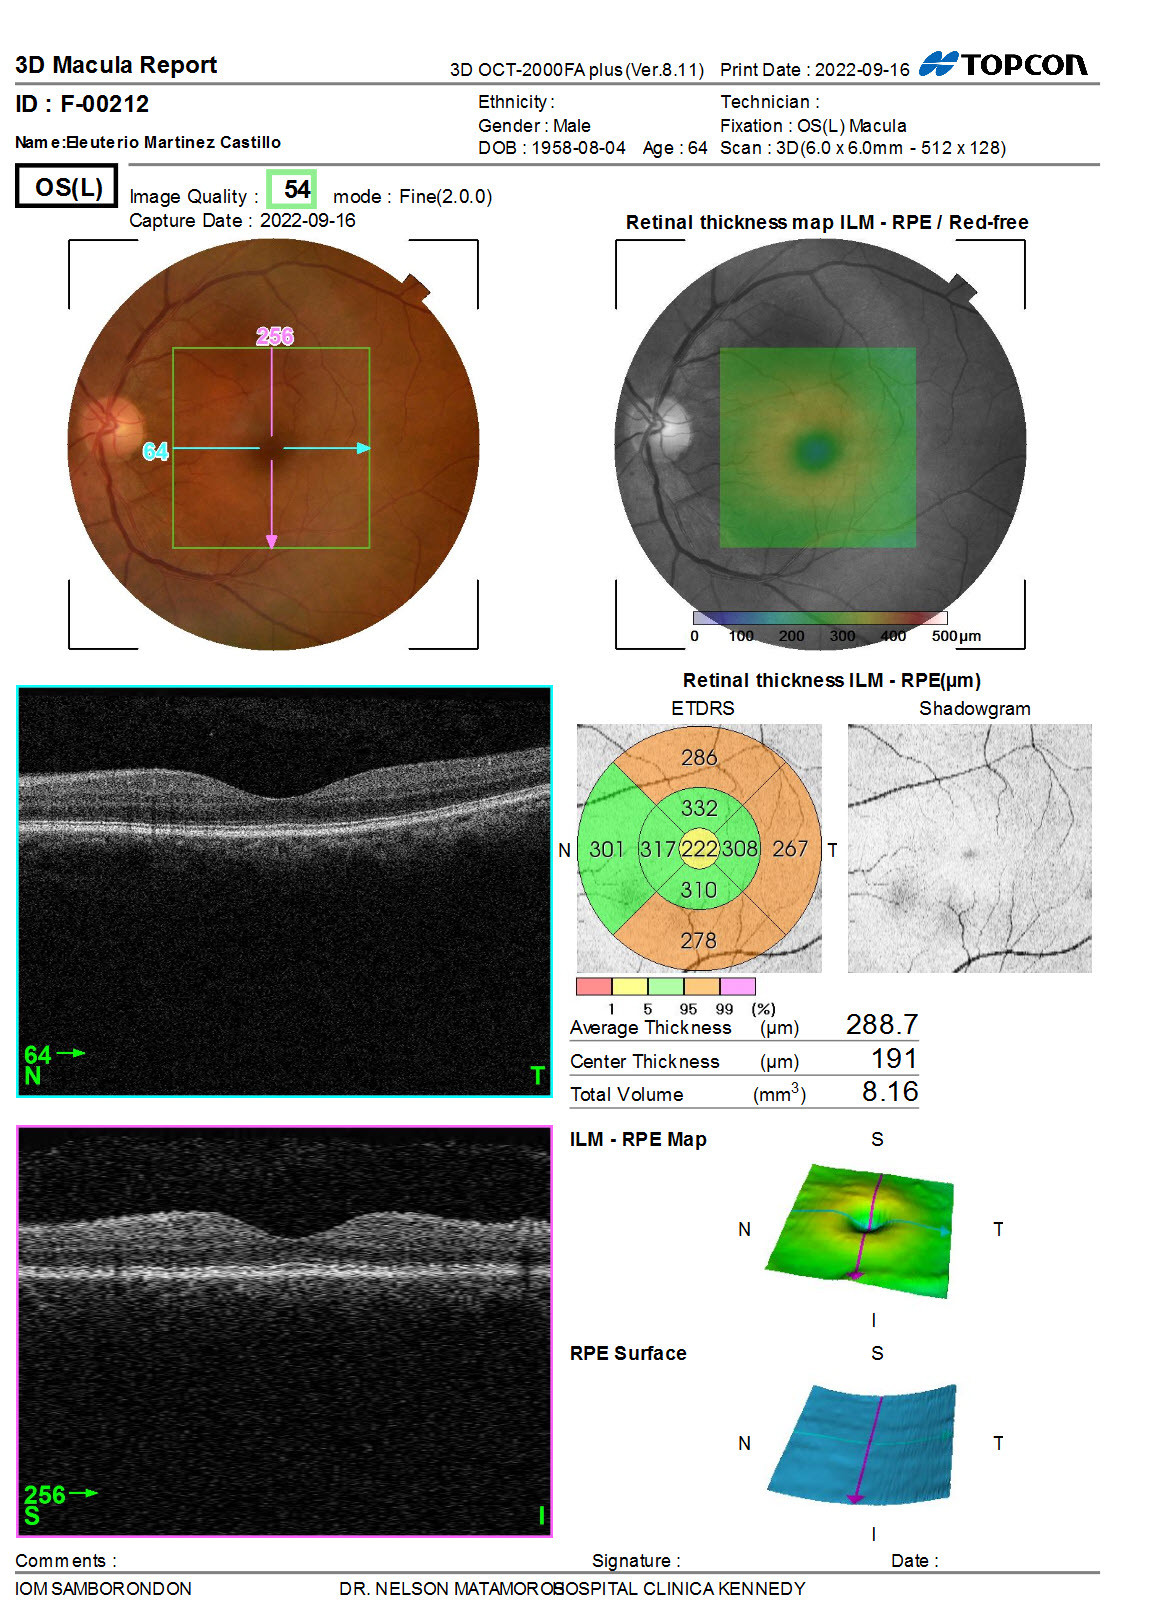 3D Macula Report
3D OCT-2000FA plus(Ver.8.11) Print Date : 2022-09-16 TOPCON
ID : F-00212
Ethnicity :
Technician :
Gender : Male
Fixation : OS(L) Macula
Name:Eleuterio Martinez Castillo
DOB : 1958-08-04 Age : 64 Scan : 3D(6.0 x 6.0mm - 512 x 128)
OS(L)
Image Quality : 54 mode : Fine(2.0.0)
Capture Date : 2022-09-16
Retinal thickness map ILM - RPE / Red-free
256
64
0 100 200 300 400 500µm
Retinal thickness ILM - RPE(µm)
ETDRS
Shadowgram
286
332
N 301 317 222 308 267 T
310
278
1 5 95 99 (%)
Average Thickness (µm) 288.7
Center Thickness (µm) 191
Total Volume (mm3) 8.16
64
N T
ILM - RPE Map
S
N T
I
RPE Surface
S
N T
I
256
S I
Comments :
Signature :
Date :
IOM SAMBORONDON
DR. NELSON MATAMOROS
HOSPITAL CLINICA KENNEDY